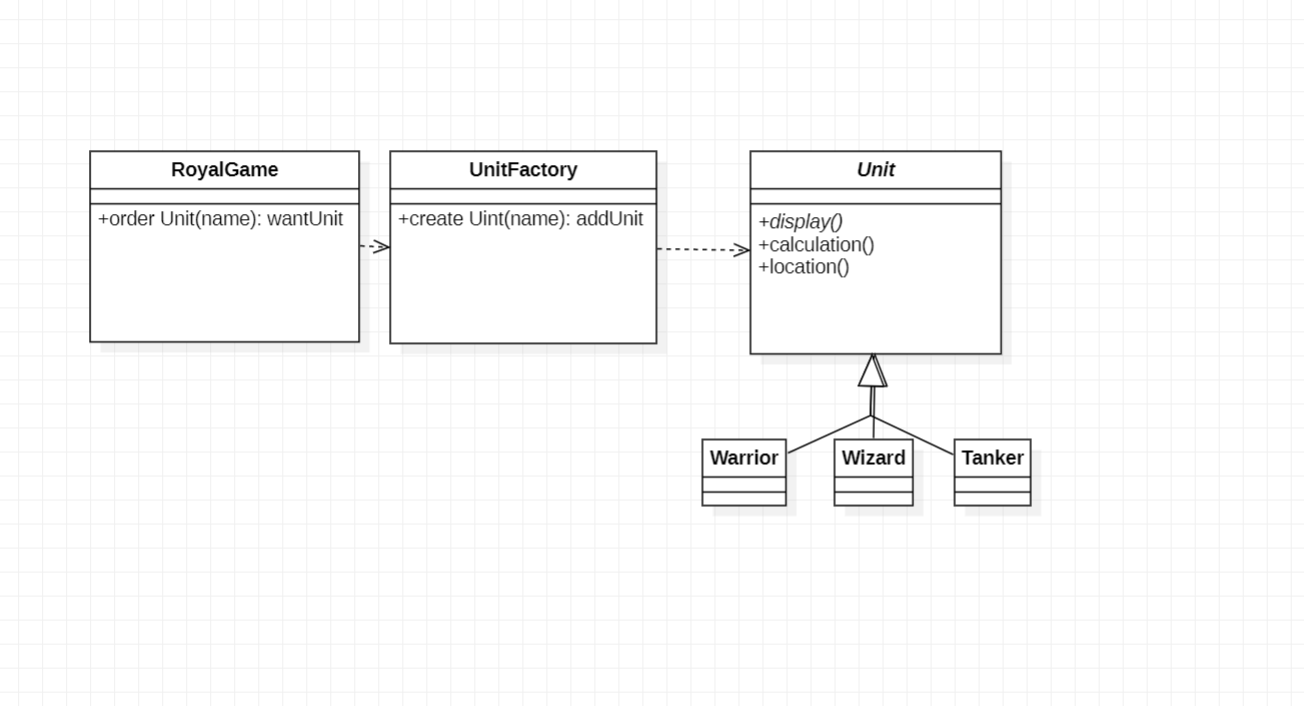 RoyalGame
+order Unit(name): wantUnit
UnitFactory
+create Uint(name): addUnit
Unit
+display()
+calculation()
+location()
Warrior
Wizard
Tanker